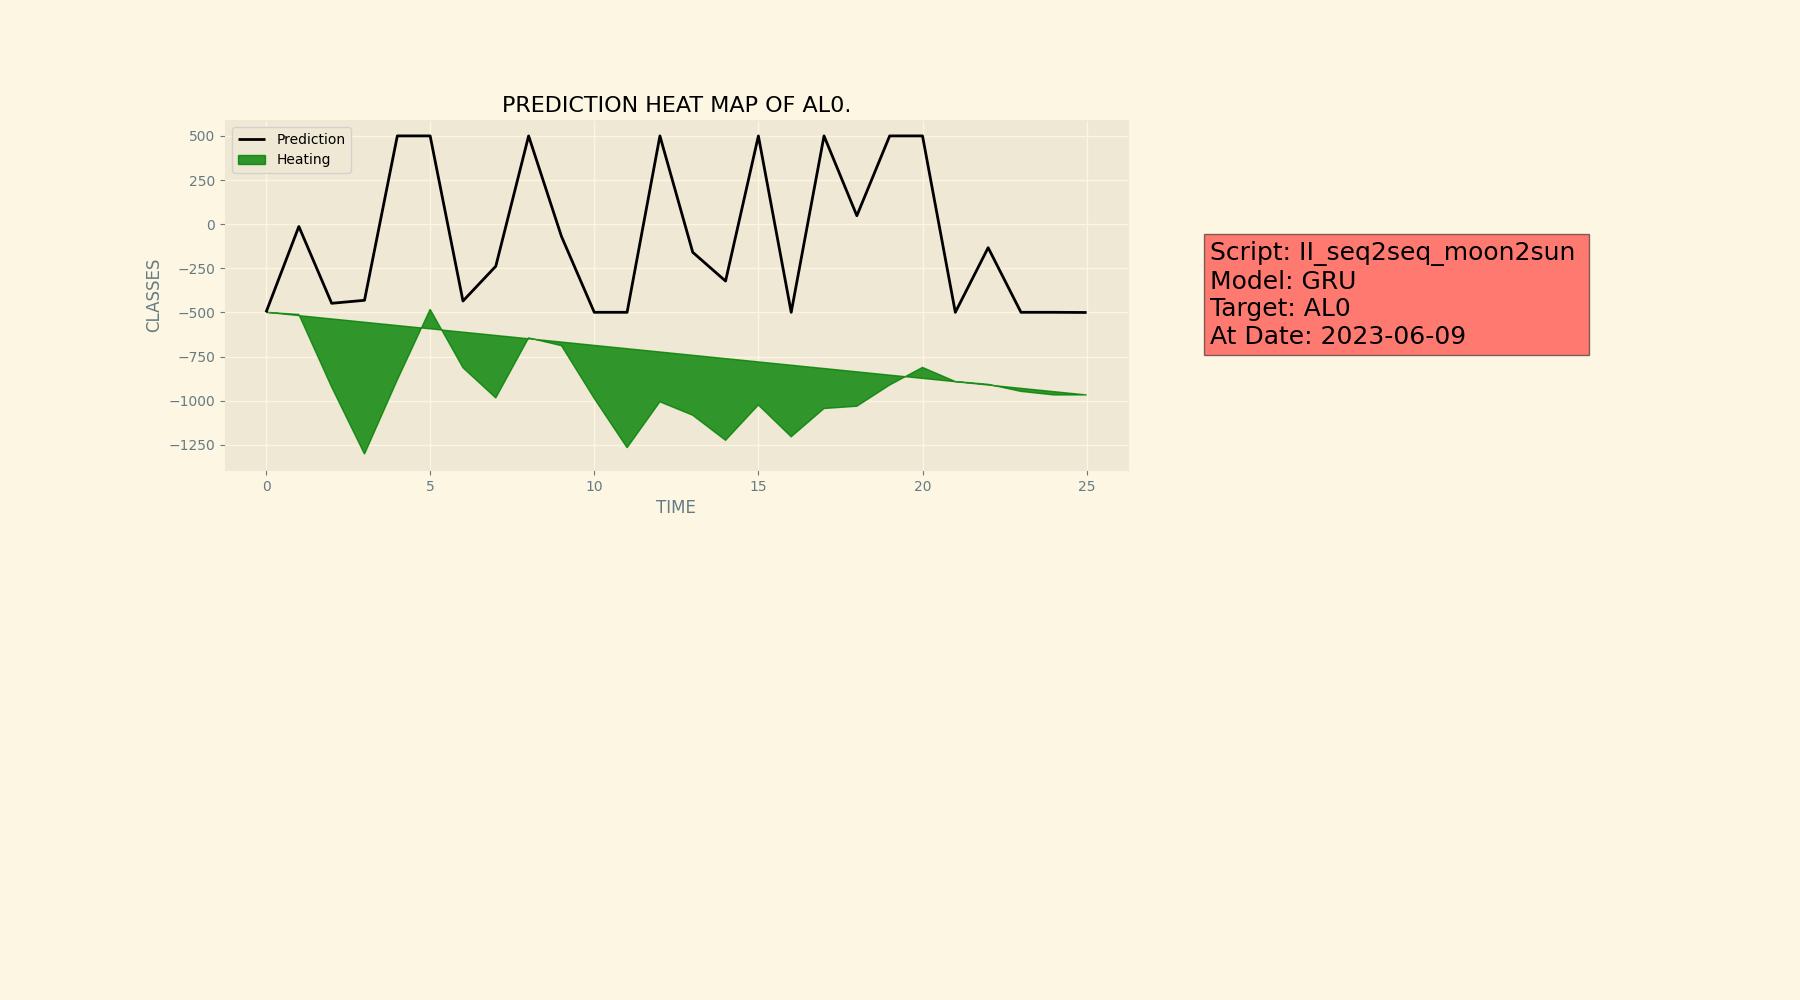 PREDICTION HEAT MAP OF AL0.
Prediction
Heating
500
250
0
−250
−500
−750
−1000
−1250
CLASSES
0 5 10 15 20 25
TIME
Script: II_seq2seq_moon2sun
Model: GRU
Target: AL0
At Date: 2023-06-09